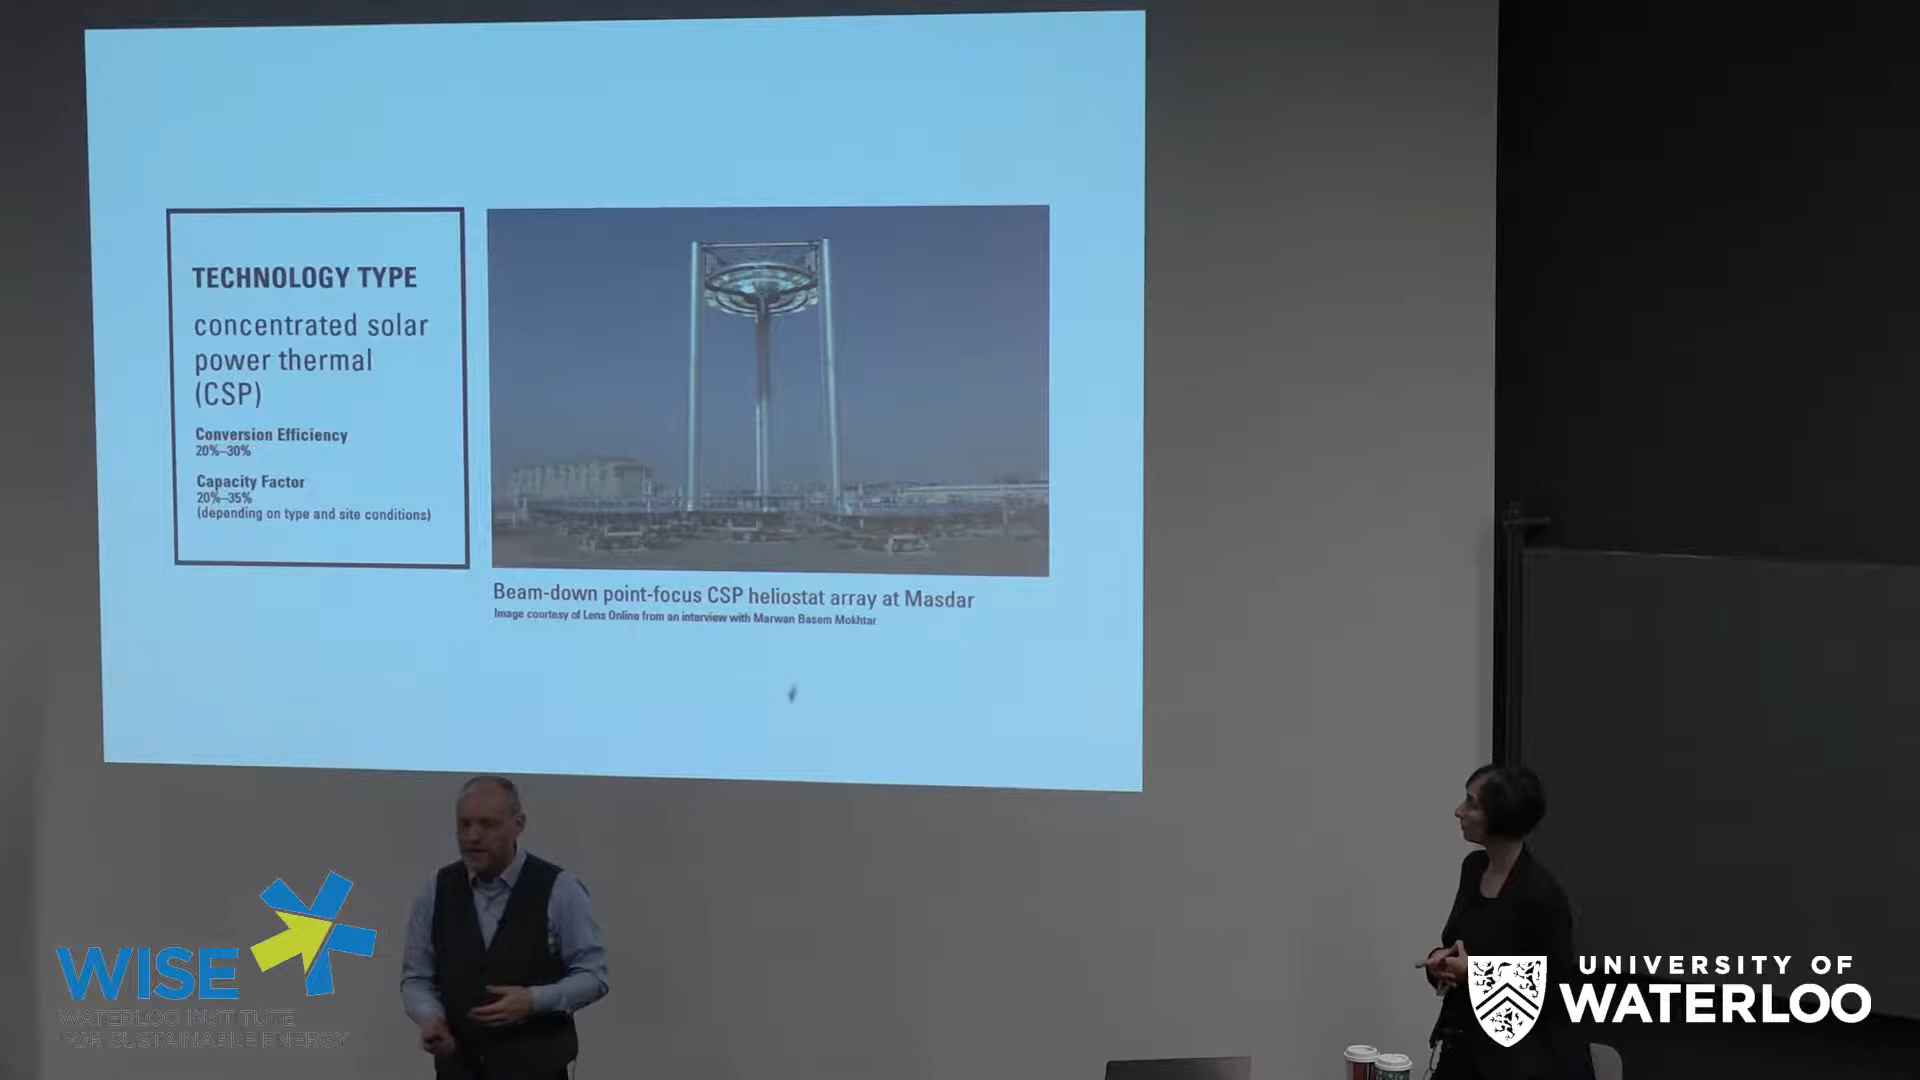 TECHNOLOGY TYPE
concentrated solar
power thermal
(CSP)
Conversion Efficiency
20%–30%
Capacity Factor
20%–35%
(depending on type and site conditions)
Beam-down point-focus CSP heliostat array at Masdar
Image courtesy of Lens Online from an interview with Marwan Basem Mokhtar
WISE
WATERLOO INSTITUTE
FOR SUSTAINABLE ENERGY
UNIVERSITY OF
WATERLOO